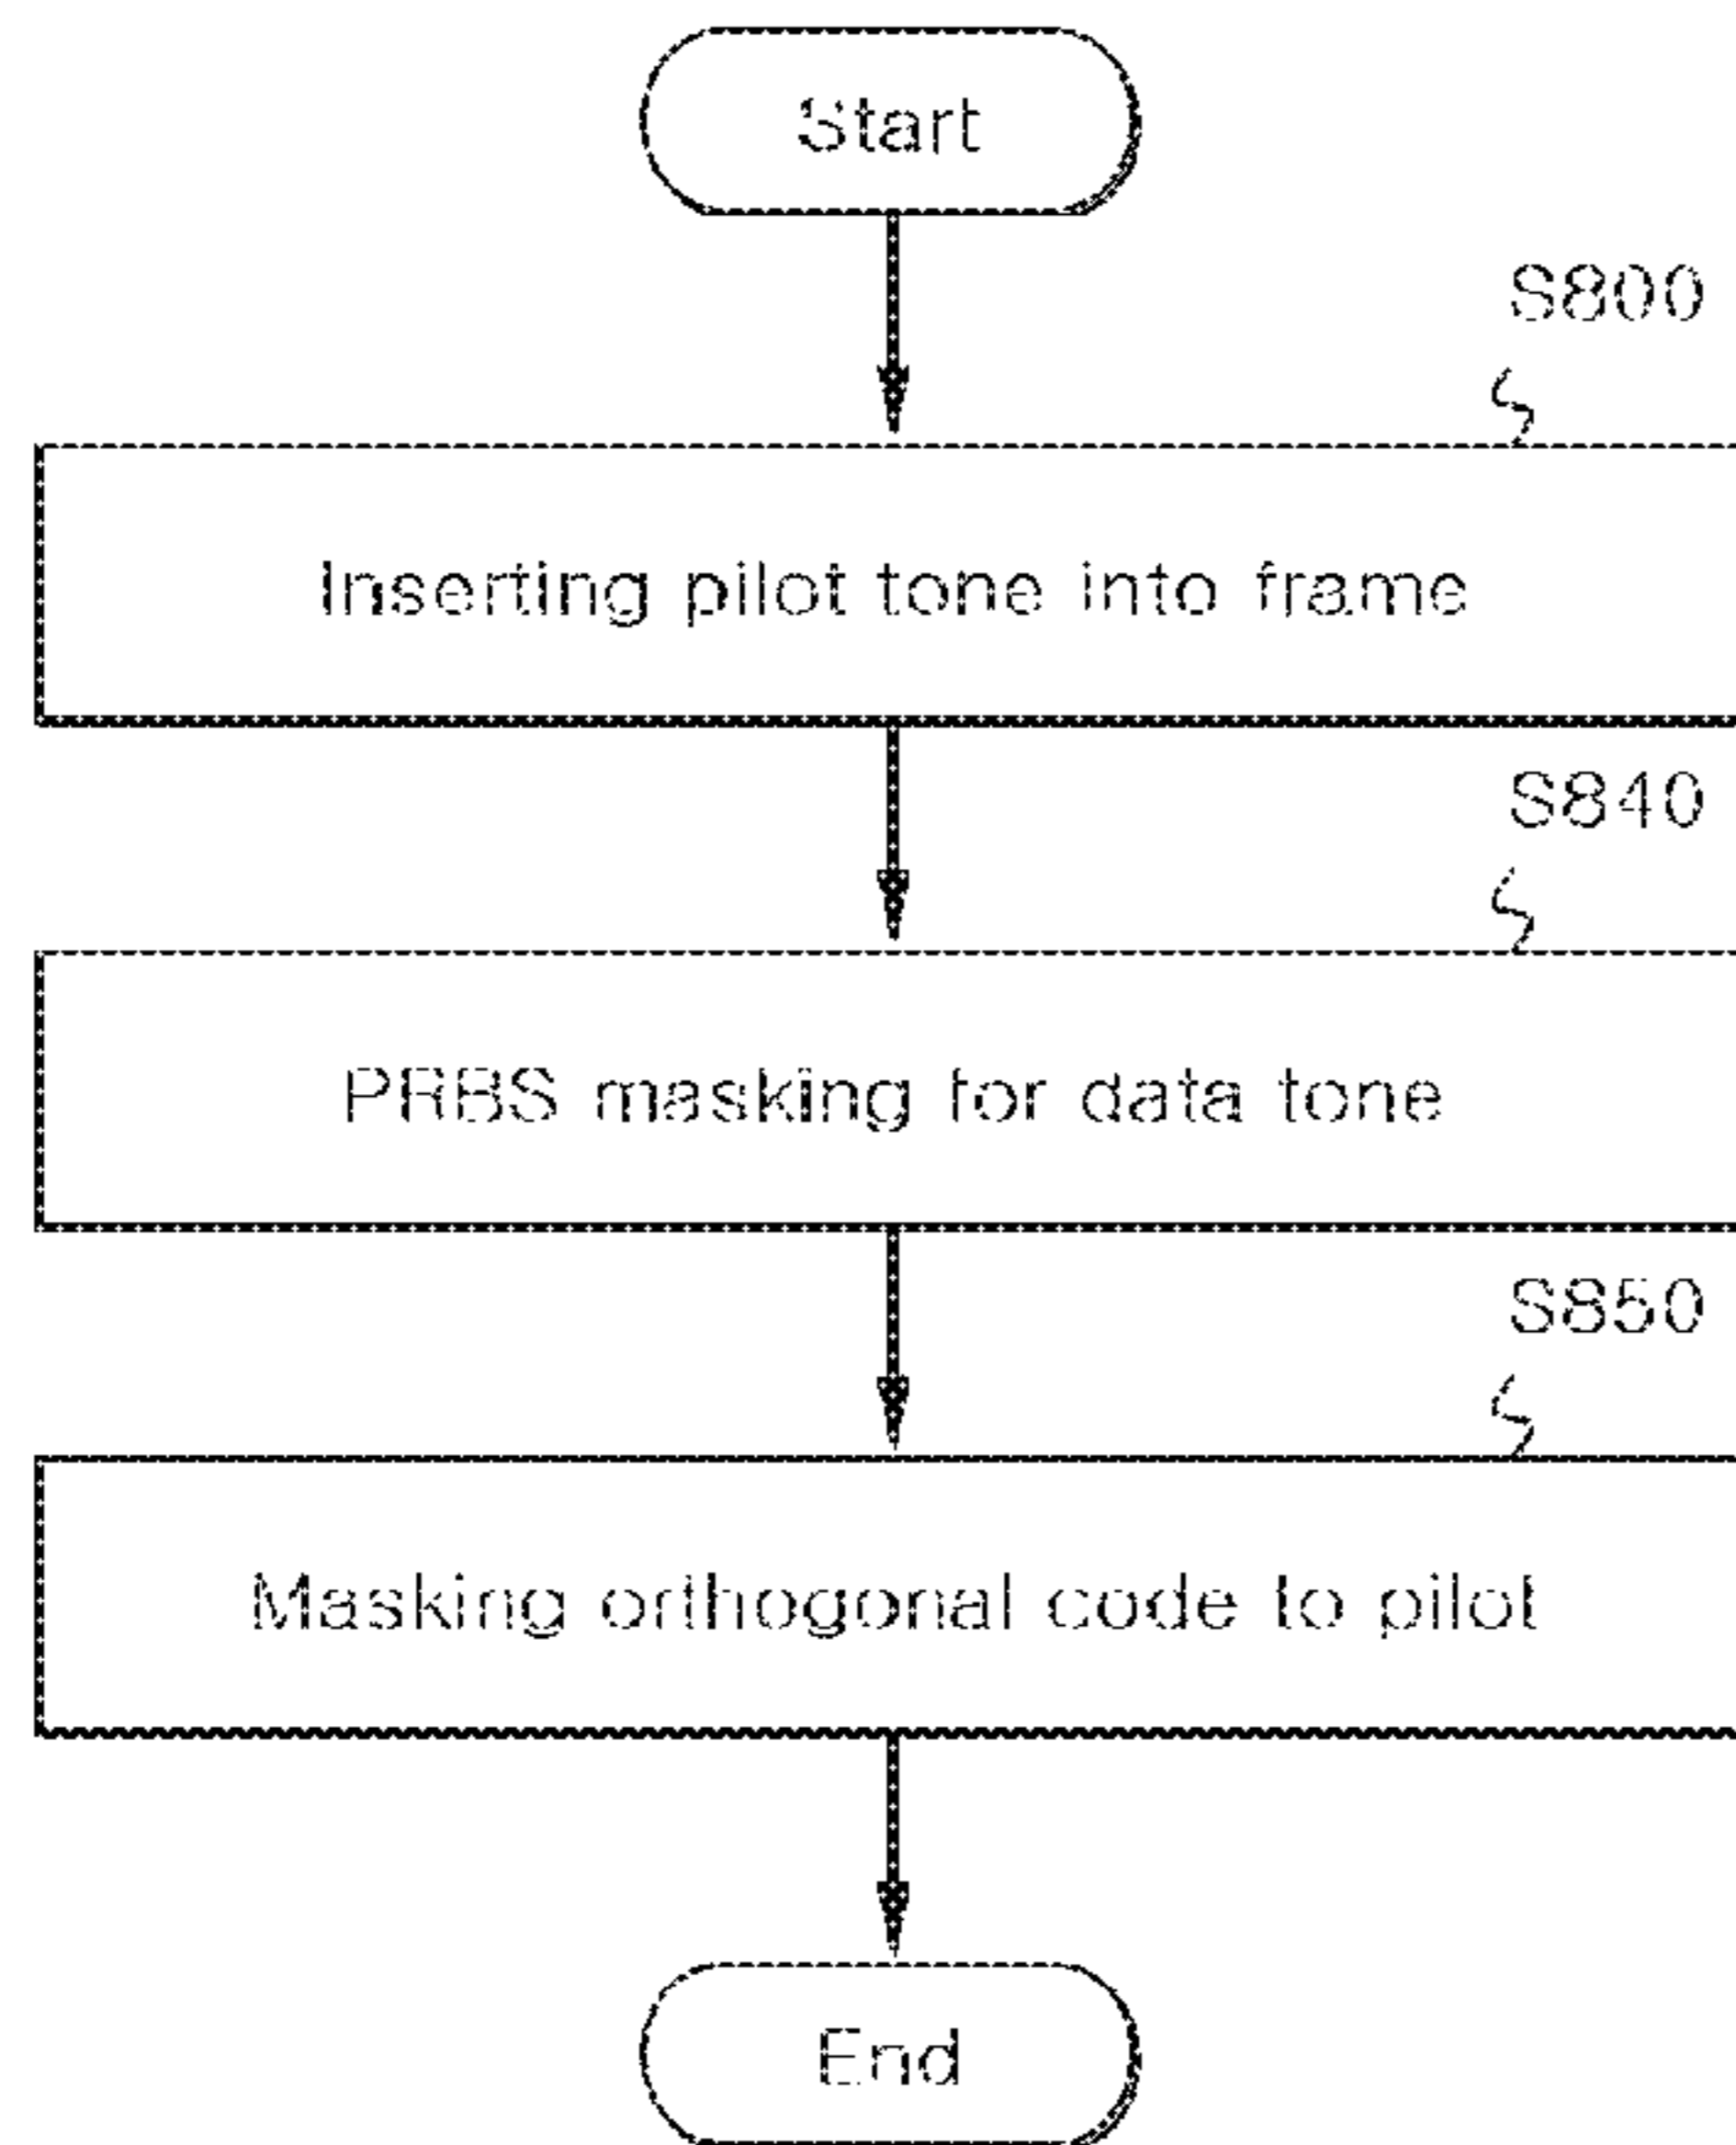 Start
S800
Inserting pilot tone into frame
S840
PRBS masking for data tone
S850
Masking orthogonal code to pilot
End